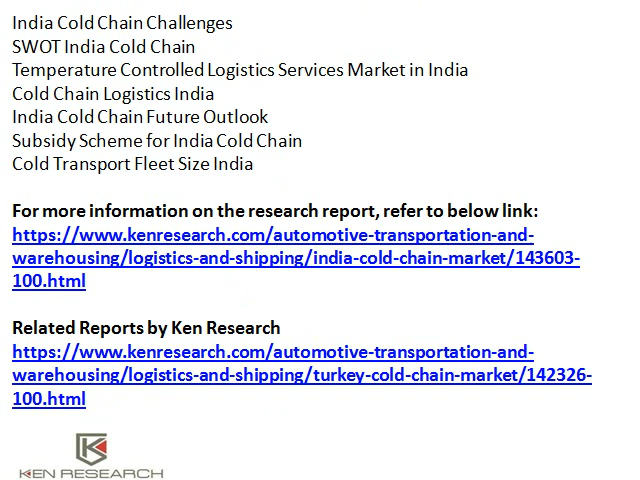 India Cold Chain Challenges
SWOT India Cold Chain
Temperature Controlled Logistics Services Market in India
Cold Chain Logistics India
India Cold Chain Future Outlook
Subsidy Scheme for India Cold Chain
Cold Transport Fleet Size India
For more information on the research report, refer to below link:
https://www.kenresearch.com/automotive-transportation-and-
warehousing/logistics-and-shipping/india-cold-chain-market/143603-
100.html
Related Reports by Ken Research
https://www.kenresearch.com/automotive-transportation-and-
warehousing/logistics-and-shipping/turkey-cold-chain-market/142326-
100.html
KEN RESEARCH